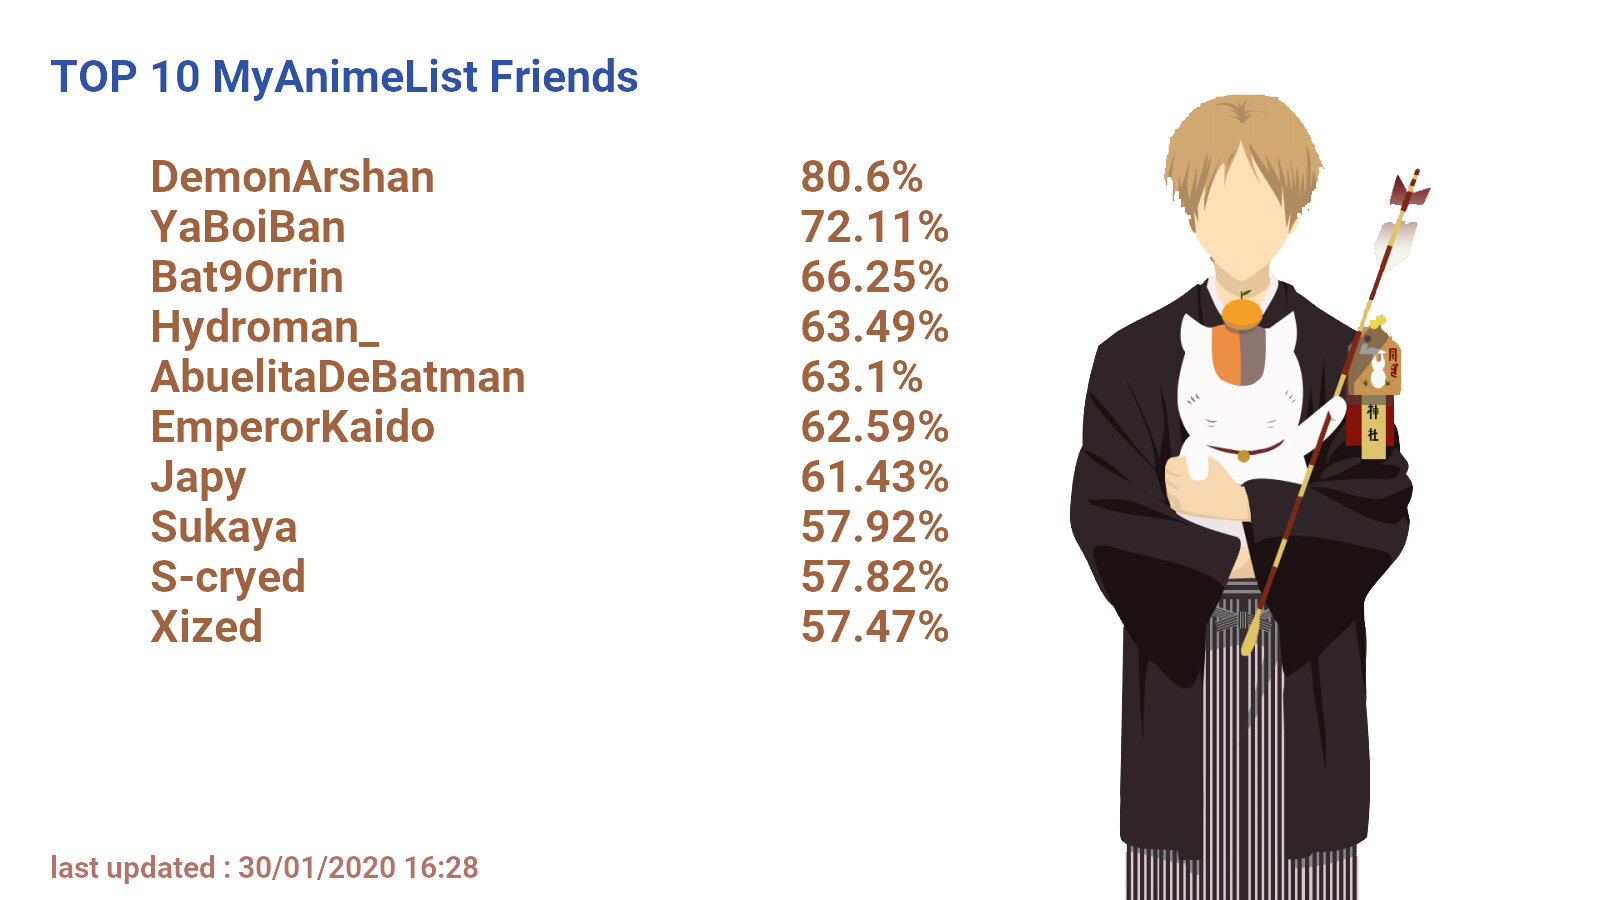 TOP 10 MyAnimeList Friends
DemonArshan 80.6%
YaBoiBan 72.11%
Bat9Orrin 66.25%
Hydroman_ 63.49%
AbuelitaDeBatman 63.1%
EmperorKaido 62.59%
Japy 61.43%
Sukaya 57.92%
S-cryed 57.82%
Xized 57.47%
神社
last updated : 30/01/2020 16:28